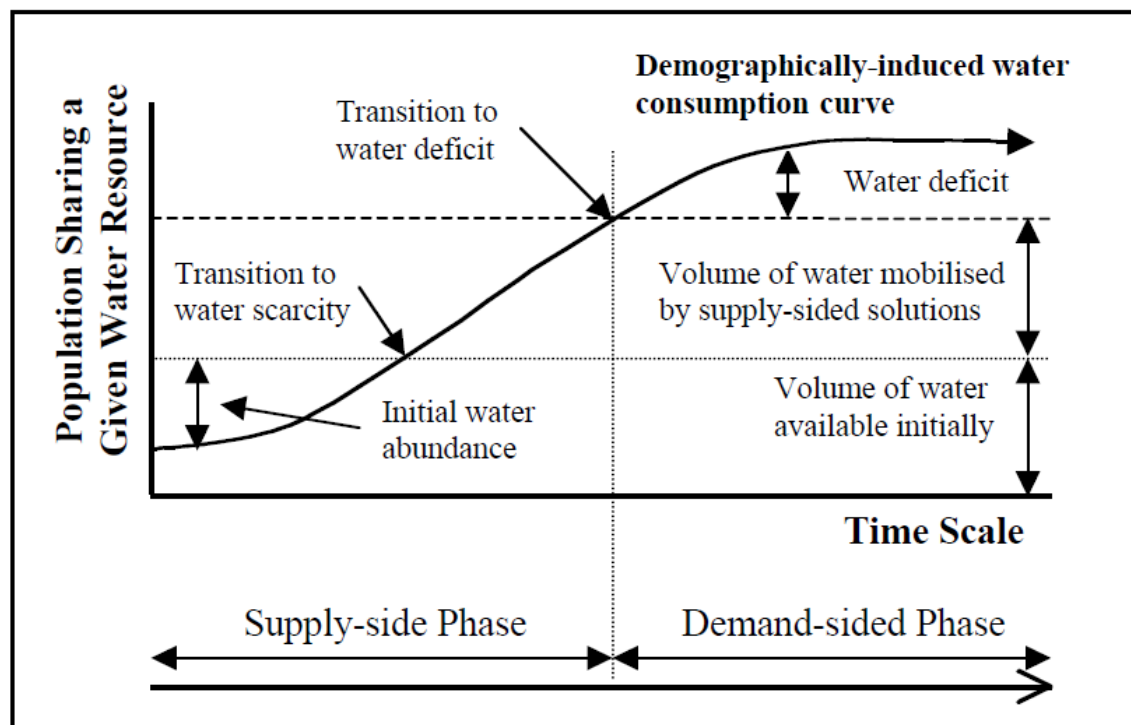 Demographically-induced water
consumption curve
Population Sharing a
Given Water Resource
Transition to
water deficit
Water deficit
Transition to
water scarcity
Volume of water mobilised
by supply-sided solutions
Initial water
abundance
Volume of water
available initially
Time Scale
Supply-side Phase
Demand-sided Phase